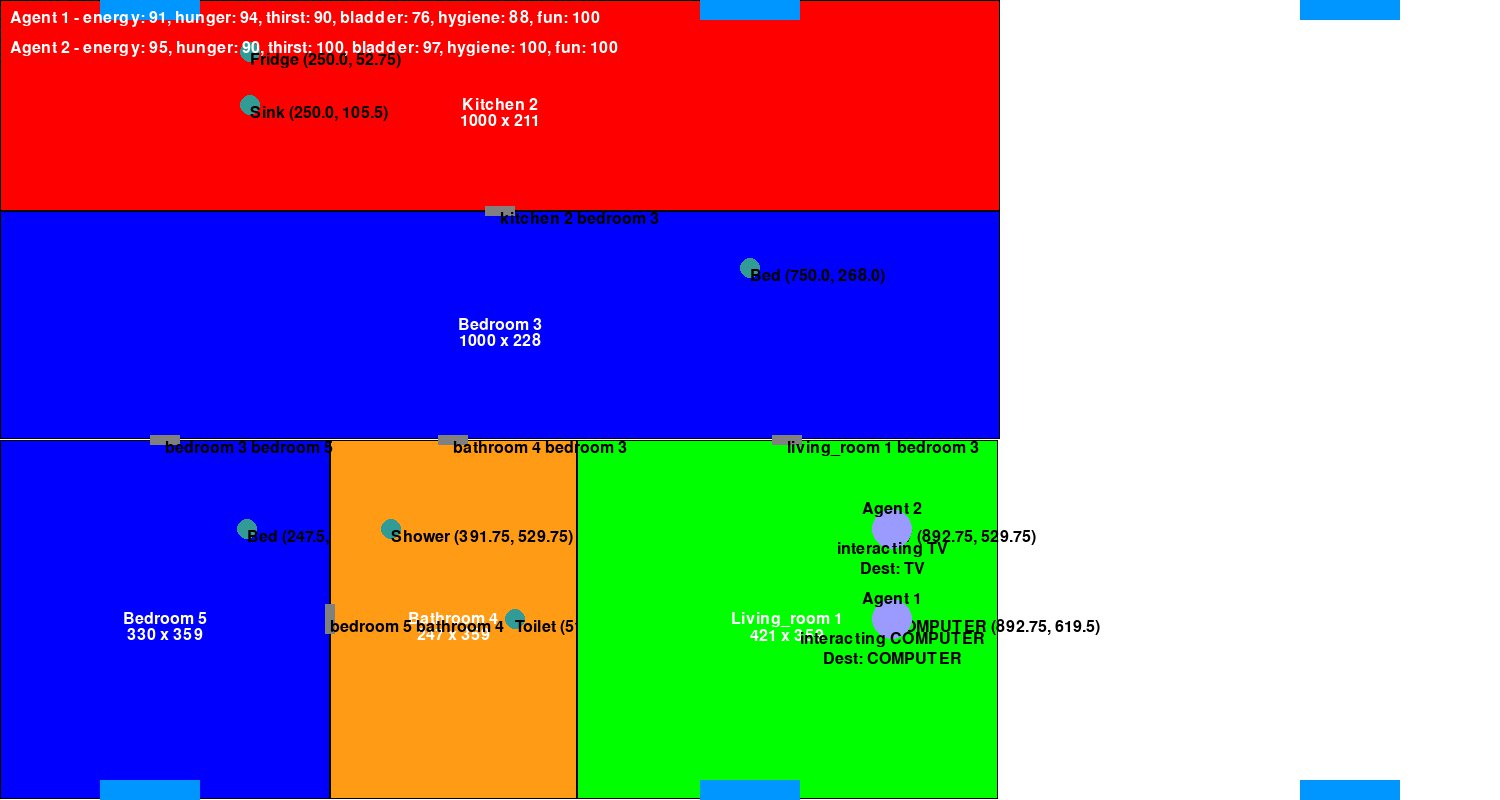 Agent 1 - energy: 91, hunger: 94, thirst: 90, bladder: 76, hygiene: 88, fun: 100
Agent 2 - energy: 95, hunger: 90, thirst: 100, bladder: 97, hygiene: 100, fun: 100
Fridge (250.0, 52.75)
Sink (250.0, 105.5)
Kitchen 2
1000 x 211
kitchen 2 bedroom 3
Bed (750.0, 268.0)
Bedroom 3
1000 x 228
bedroom 3 bedroom 5
bathroom 4 bedroom 3
living_room 1 bedroom 3
Agent 2
Bed (247.5,
Shower (391.75, 529.75)
(892.75, 529.75)
interacting TV
Dest: TV
Agent 1
Bedroom 5
330 x 359
Bathroom 4
247 x 359
bedroom 5 bathroom 4
Toilet (51
Living_room 1
421 x 359
COMPUTER (892.75, 619.5)
interacting COMPUTER
Dest: COMPUTER